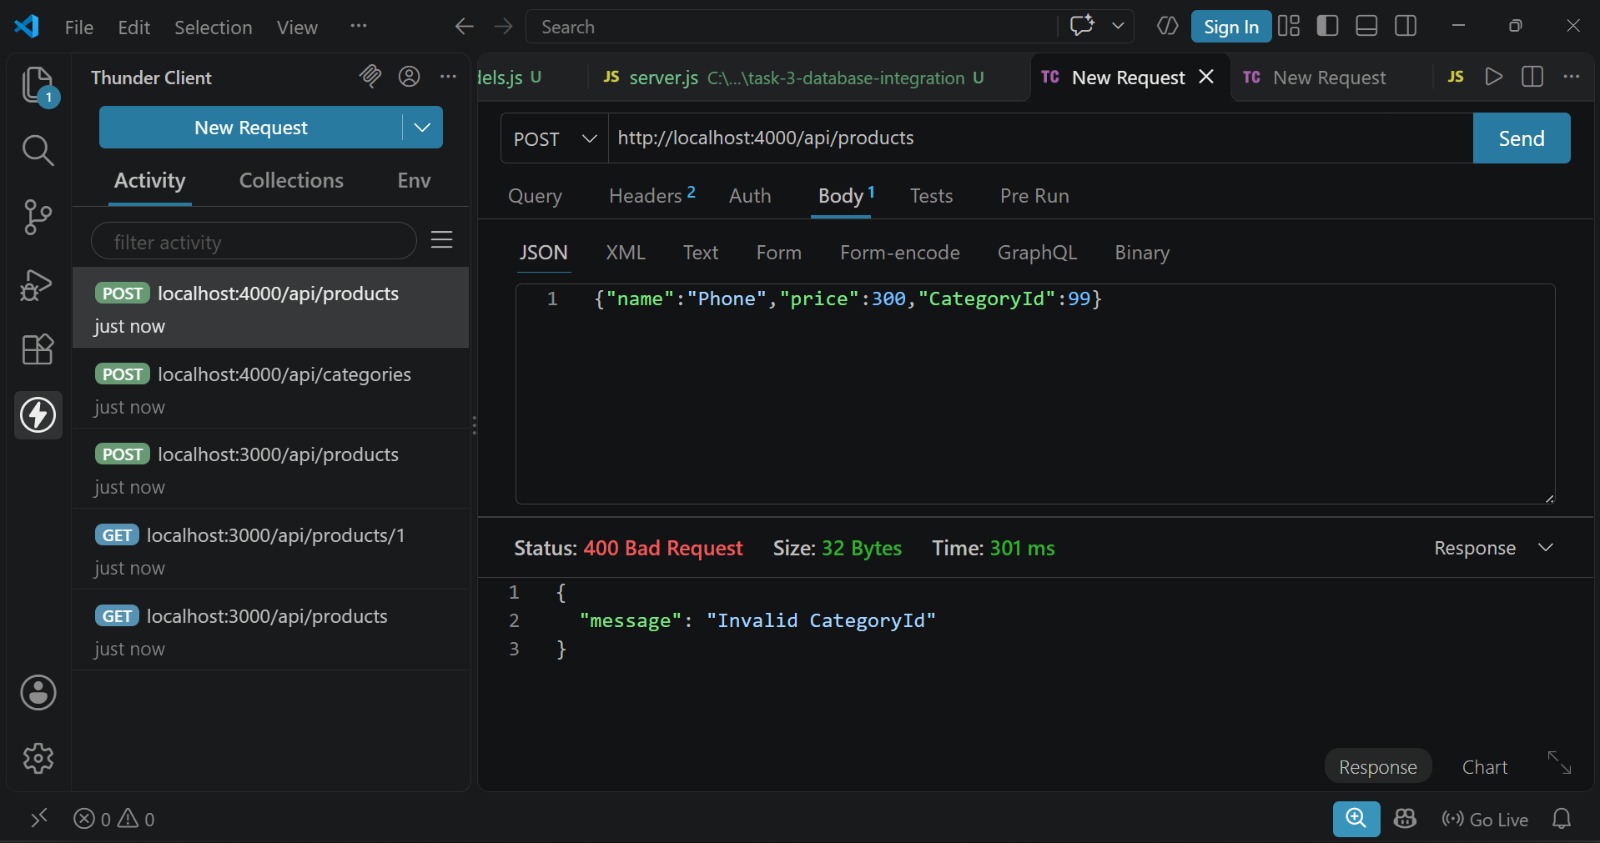 File Edit Selection View ···
Search
Sign In
Thunder Client
New Request
Activity Collections Env
filter activity
POST localhost:4000/api/products
just now
POST localhost:4000/api/categories
just now
POST localhost:3000/api/products
just now
GET localhost:3000/api/products/1
just now
GET localhost:3000/api/products
just now
1
dels.js U JS server.js C:\...\task-3-database-integration U TC New Request TC New Request JS
POST http://localhost:4000/api/products Send
Query Headers 2 Auth Body 1 Tests Pre Run
JSON XML Text Form Form-encode GraphQL Binary
1 {"name":"Phone","price":300,"CategoryId":99}
Status: 400 Bad Request Size: 32 Bytes Time: 301 ms Response
1 {
2 "message": "Invalid CategoryId"
3 }
Response Chart
0 0 Go Live